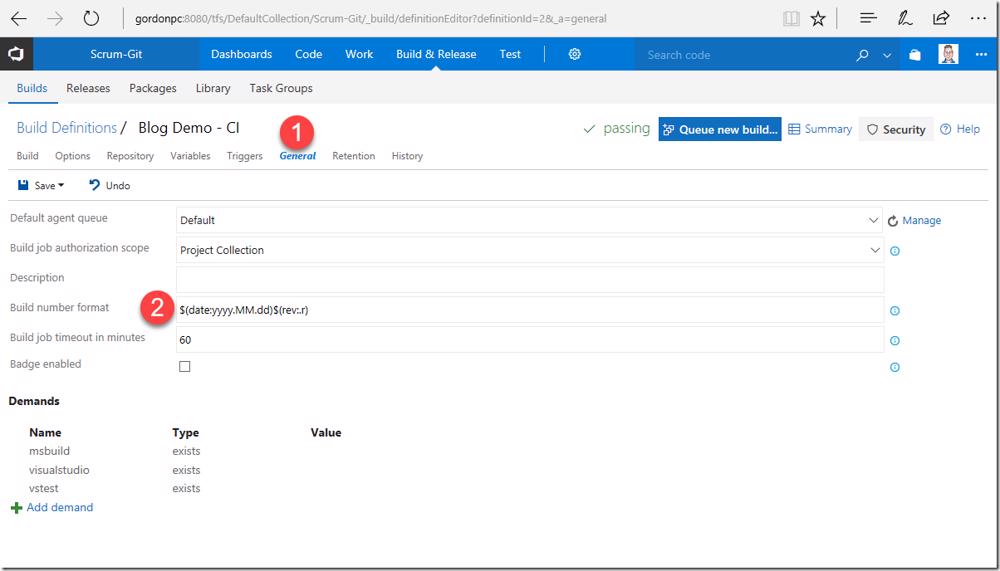 gordonpc:8080/tfs/DefaultCollection/Scrum-Git/_build/definitionEditor?definitionId=2&_a=general
Scrum-Git Dashboards Code Work Build & Release Test Search code
Builds Releases Packages Library Task Groups
Build Definitions / Blog Demo - CI 1 passing Queue new build... Summary Security Help
Build Options Repository Variables Triggers General Retention History
Save Undo
Default agent queue Default Manage
Build job authorization scope Project Collection
Description
Build number format 2 $(date:yyyy.MM.dd)$(rev:.r)
Build job timeout in minutes 60
Badge enabled
Demands
Name Type Value
msbuild exists
visualstudio exists
vstest exists
Add demand